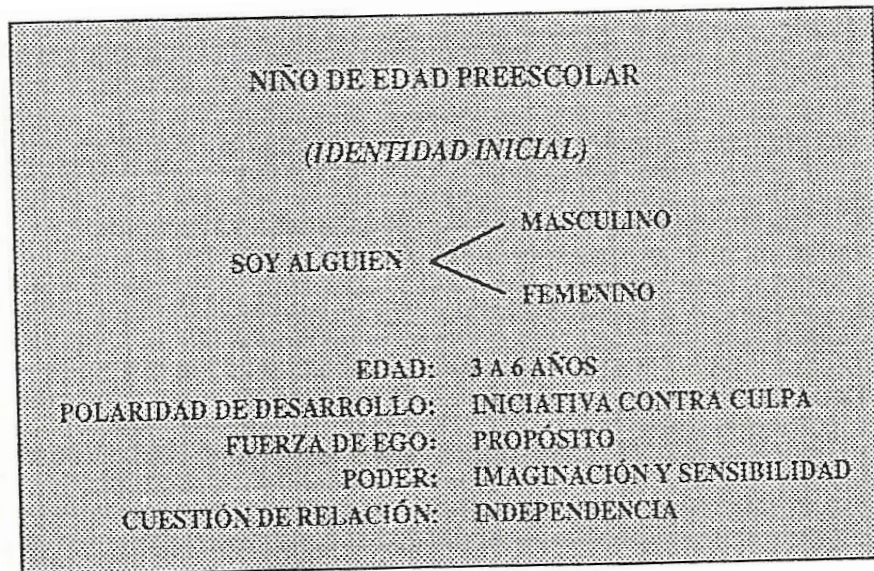 NIÑO DE EDAD PREESCOLAR
(IDENTIDAD INICIAL)
MASCULINO
SOY ALGUIEN
FEMENINO
EDAD: 3 A 6 AÑOS
POLARIDAD DE DESARROLLO: INICIATIVA CONTRA CULPA
FUERZA DE EGO: PROPÓSITO
PODER: IMAGINACIÓN Y SENSIBILIDAD
CUESTIÓN DE RELACIÓN: INDEPENDENCIA